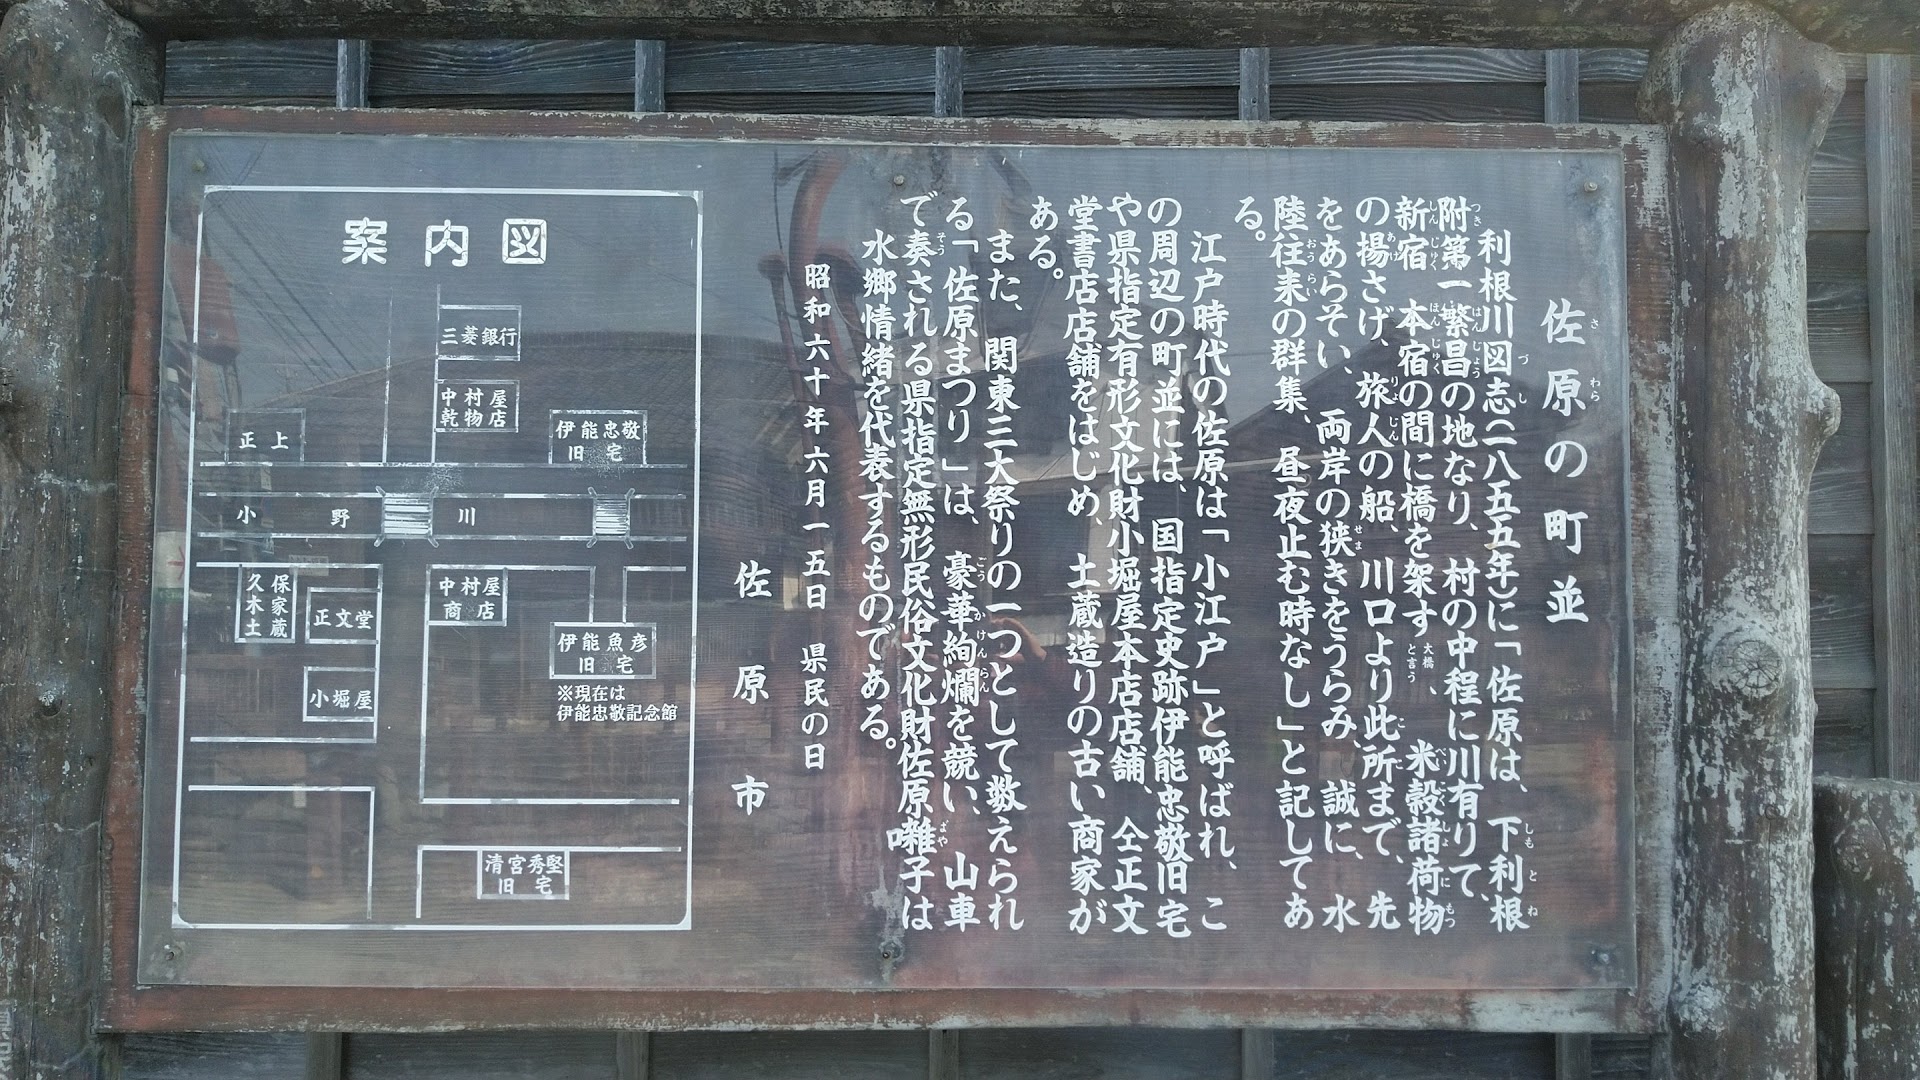 佐原の町並
利根川図志(一八五五年)に「佐原は、下利根
附第一繁昌の地なり、村の中程に川有りて、
新宿 本宿の間に橋を架す大橋と言う、米穀諸荷物
の揚さげ、旅人の船、川口より此所まで、先
をあらそい、両岸の狭きをうらみ、誠に、水
陸往来の群集、昼夜止む時なし」と記してあ
る。
江戸時代の佐原は「小江戸」と呼ばれ、こ
の周辺の町並には、国指定史跡伊能忠敬旧宅
や県指定有形文化財小堀屋本店店舗、仝正文
堂書店店舗をはじめ、土蔵造りの古い商家が
ある。
また、関東三大祭りの一つとして数えられ
る「佐原まつり」は、豪華絢爛を競い、山車
で奏される県指定無形民俗文化財佐原囃子は
水郷情緒を代表するものである。
昭和六十年六月一五日 県民の日
佐原市
案内図
三菱銀行
中村屋
乾物店
正上
伊能忠敬
旧宅
小野川
久保
木家
土蔵
正文堂
小堀屋
中村屋
商店
伊能魚彦
旧宅
※現在は
伊能忠敬記念館
清宮秀堅
旧宅